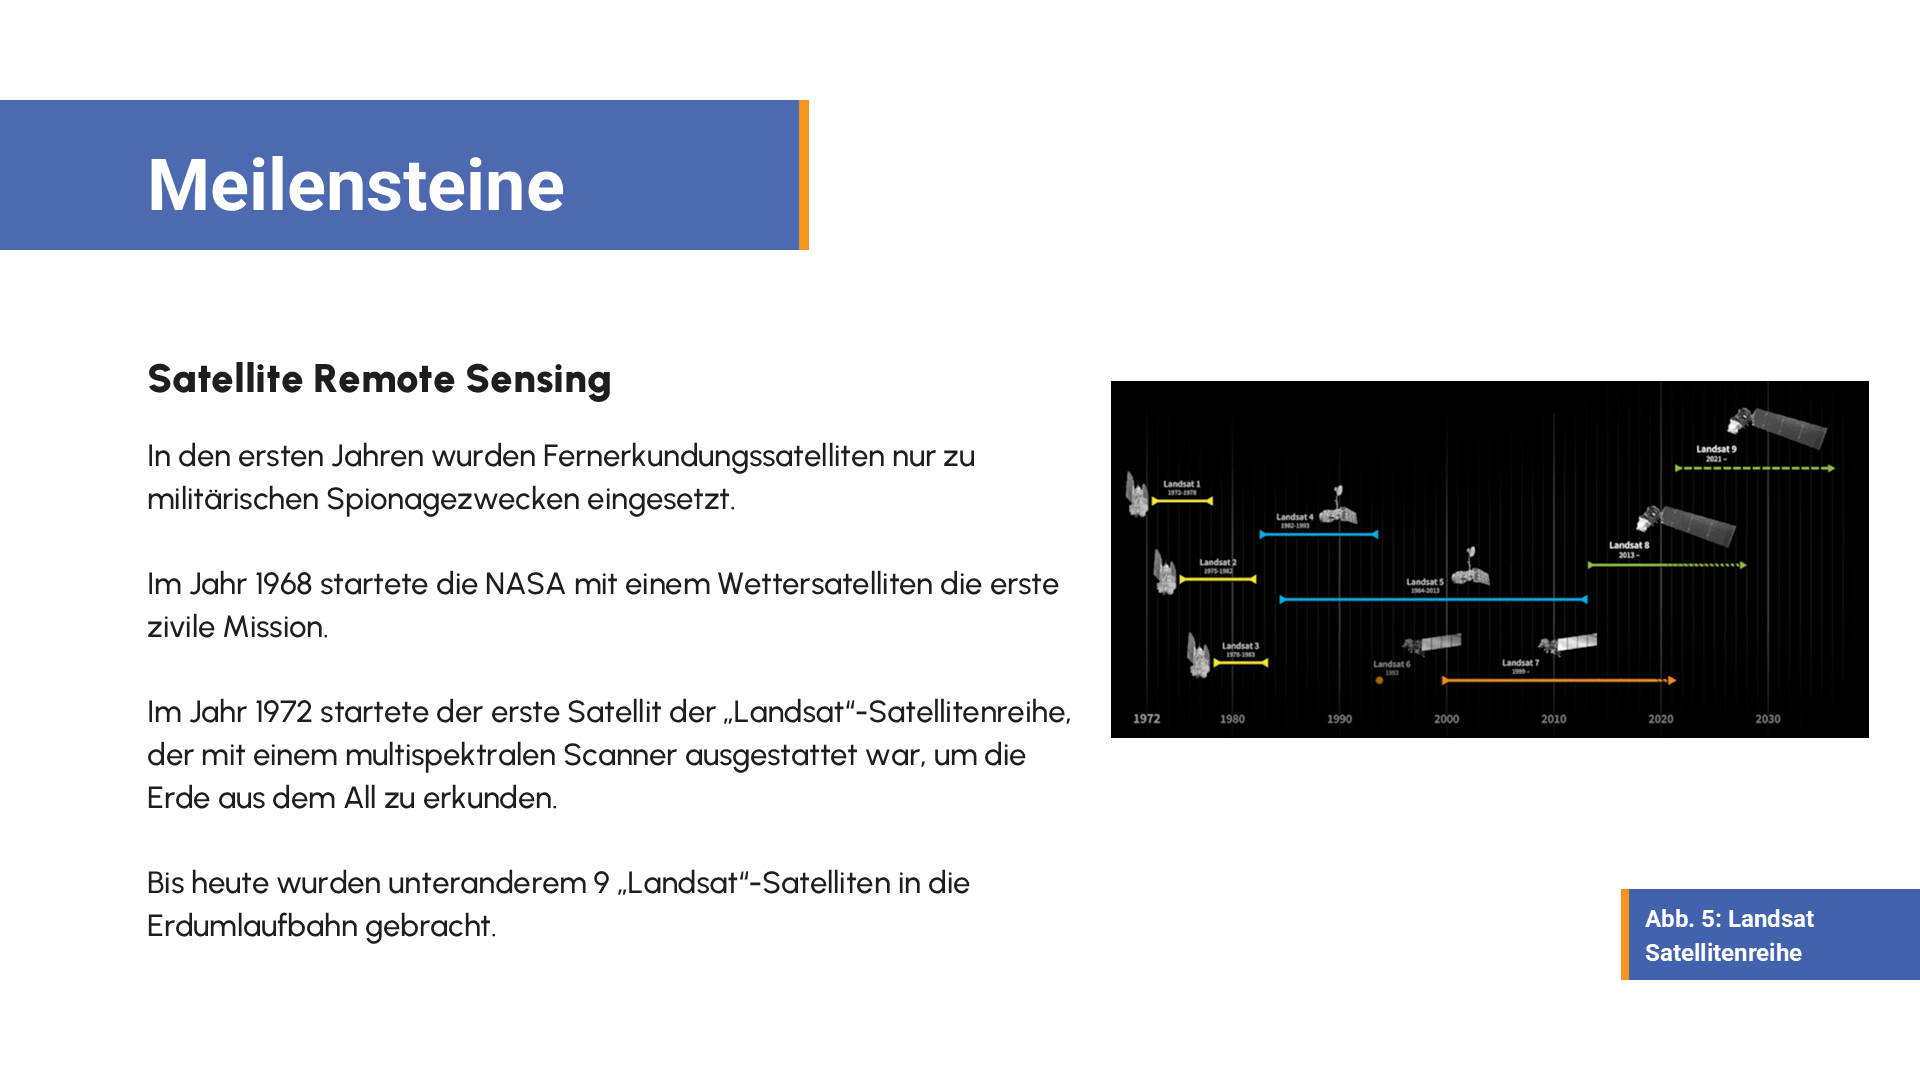 Meilensteine
Satellite Remote Sensing
In den ersten Jahren wurden Fernerkundungssatelliten nur zu
militärischen Spionagezwecken eingesetzt.
Im Jahr 1968 startete die NASA mit einem Wettersatelliten die erste
zivile Mission.
Im Jahr 1972 startete der erste Satellit der „Landsat“-Satellitenreihe,
der mit einem multispektralen Scanner ausgestattet war, um die
Erde aus dem All zu erkunden.
Bis heute wurden unteranderem 9 „Landsat“-Satelliten in die
Erdumlaufbahn gebracht.
Landsat 9
2021 –
Landsat 1
1972-1978
Landsat 4
1982-1993
Landsat 8
2013 –
Landsat 2
1975-1982
Landsat 5
1984-2013
Landsat 3
1978-1983
Landsat 6
1993
Landsat 7
1999 –
1972 1980 1990 2000 2010 2020 2030
Abb. 5: Landsat
Satellitenreihe